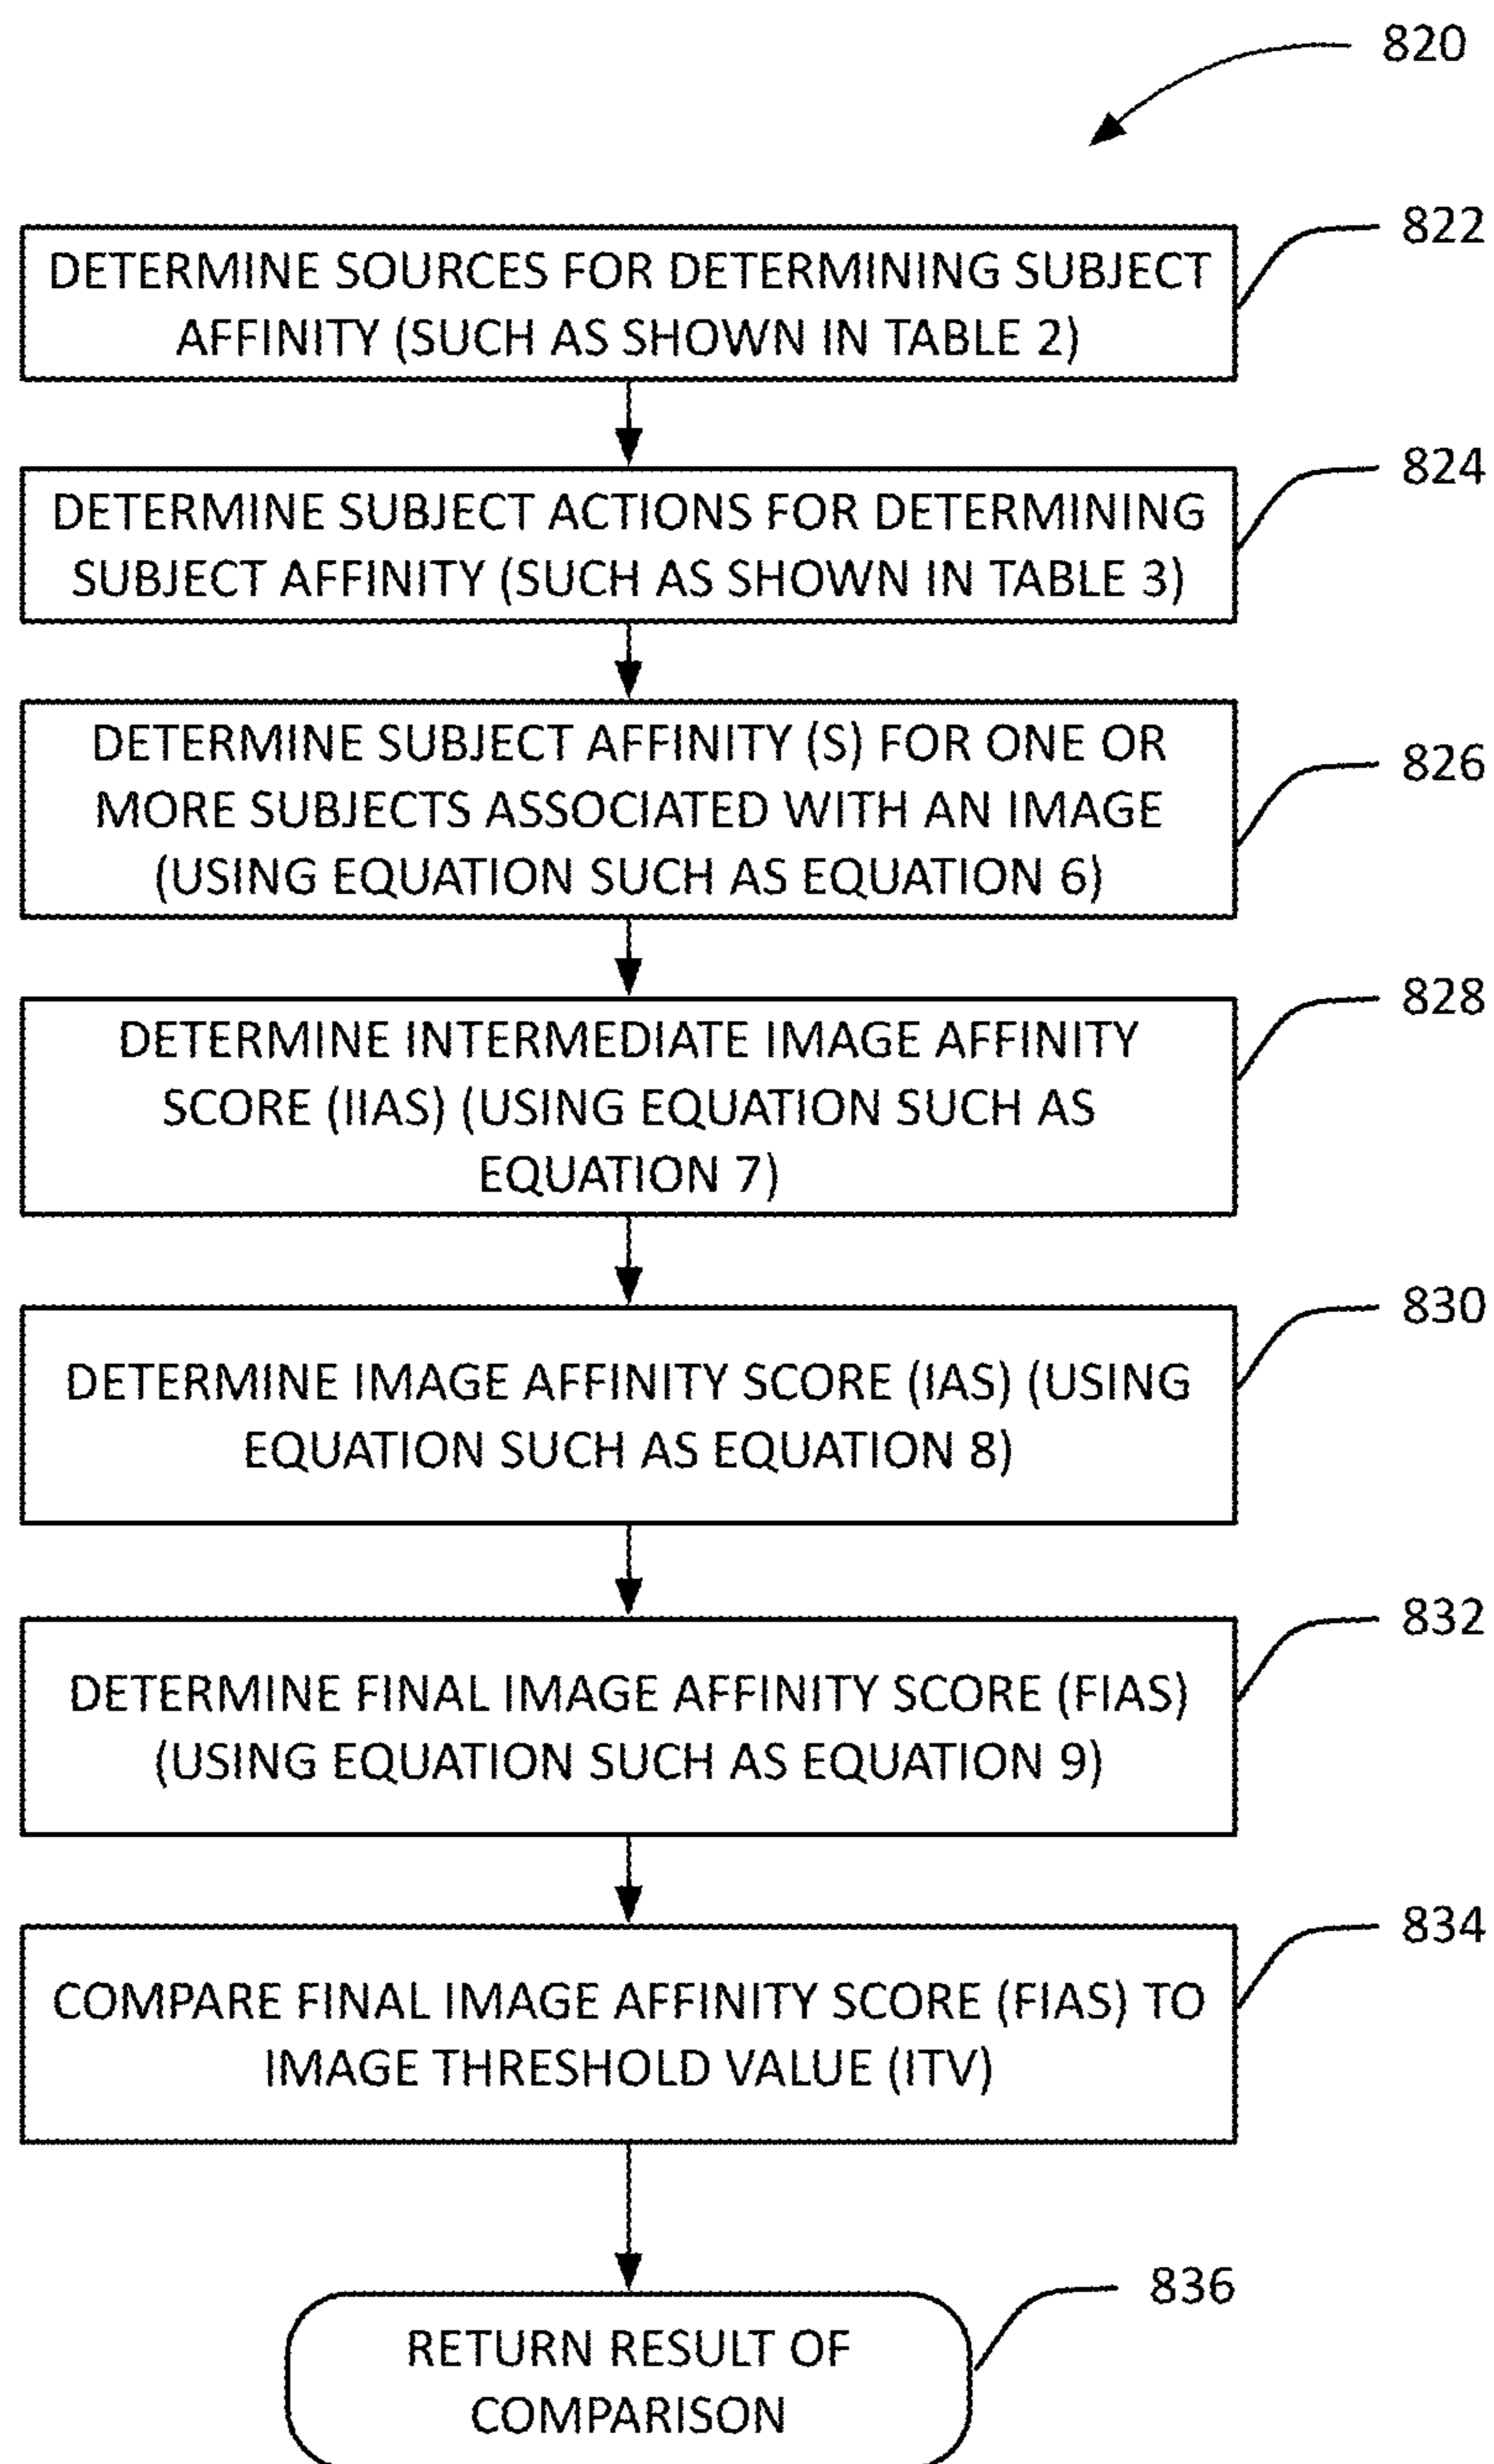 820
822
DETERMINE SOURCES FOR DETERMINING SUBJECT
AFFINITY (SUCH AS SHOWN IN TABLE 2)
824
DETERMINE SUBJECT ACTIONS FOR DETERMINING
SUBJECT AFFINITY (SUCH AS SHOWN IN TABLE 3)
826
DETERMINE SUBJECT AFFINITY (S) FOR ONE OR
MORE SUBJECTS ASSOCIATED WITH AN IMAGE
(USING EQUATION SUCH AS EQUATION 6)
828
DETERMINE INTERMEDIATE IMAGE AFFINITY
SCORE (IIAS) (USING EQUATION SUCH AS
EQUATION 7)
830
DETERMINE IMAGE AFFINITY SCORE (IAS) (USING
EQUATION SUCH AS EQUATION 8)
832
DETERMINE FINAL IMAGE AFFINITY SCORE (FIAS)
(USING EQUATION SUCH AS EQUATION 9)
834
COMPARE FINAL IMAGE AFFINITY SCORE (FIAS) TO
IMAGE THRESHOLD VALUE (ITV)
836
RETURN RESULT OF
COMPARISON